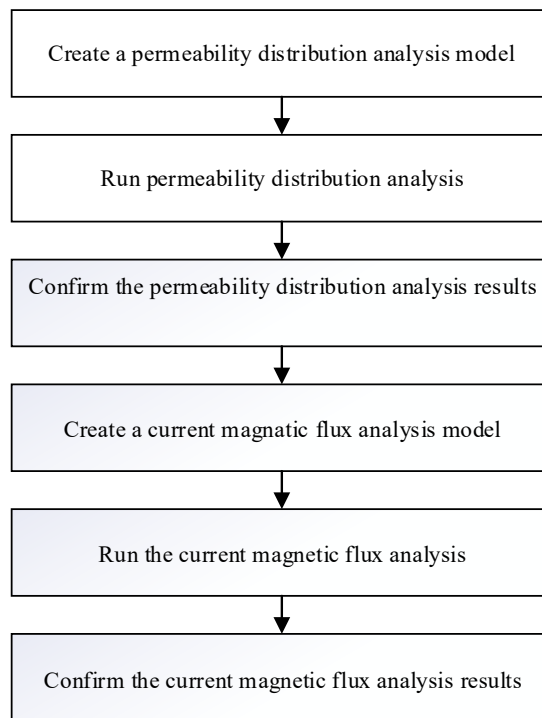 Create a permeability distribution analysis model
Run permeability distribution analysis
Confirm the permeability distribution analysis results
Create a current magnatic flux analysis model
Run the current magnetic flux analysis
Confirm the current magnetic flux analysis results